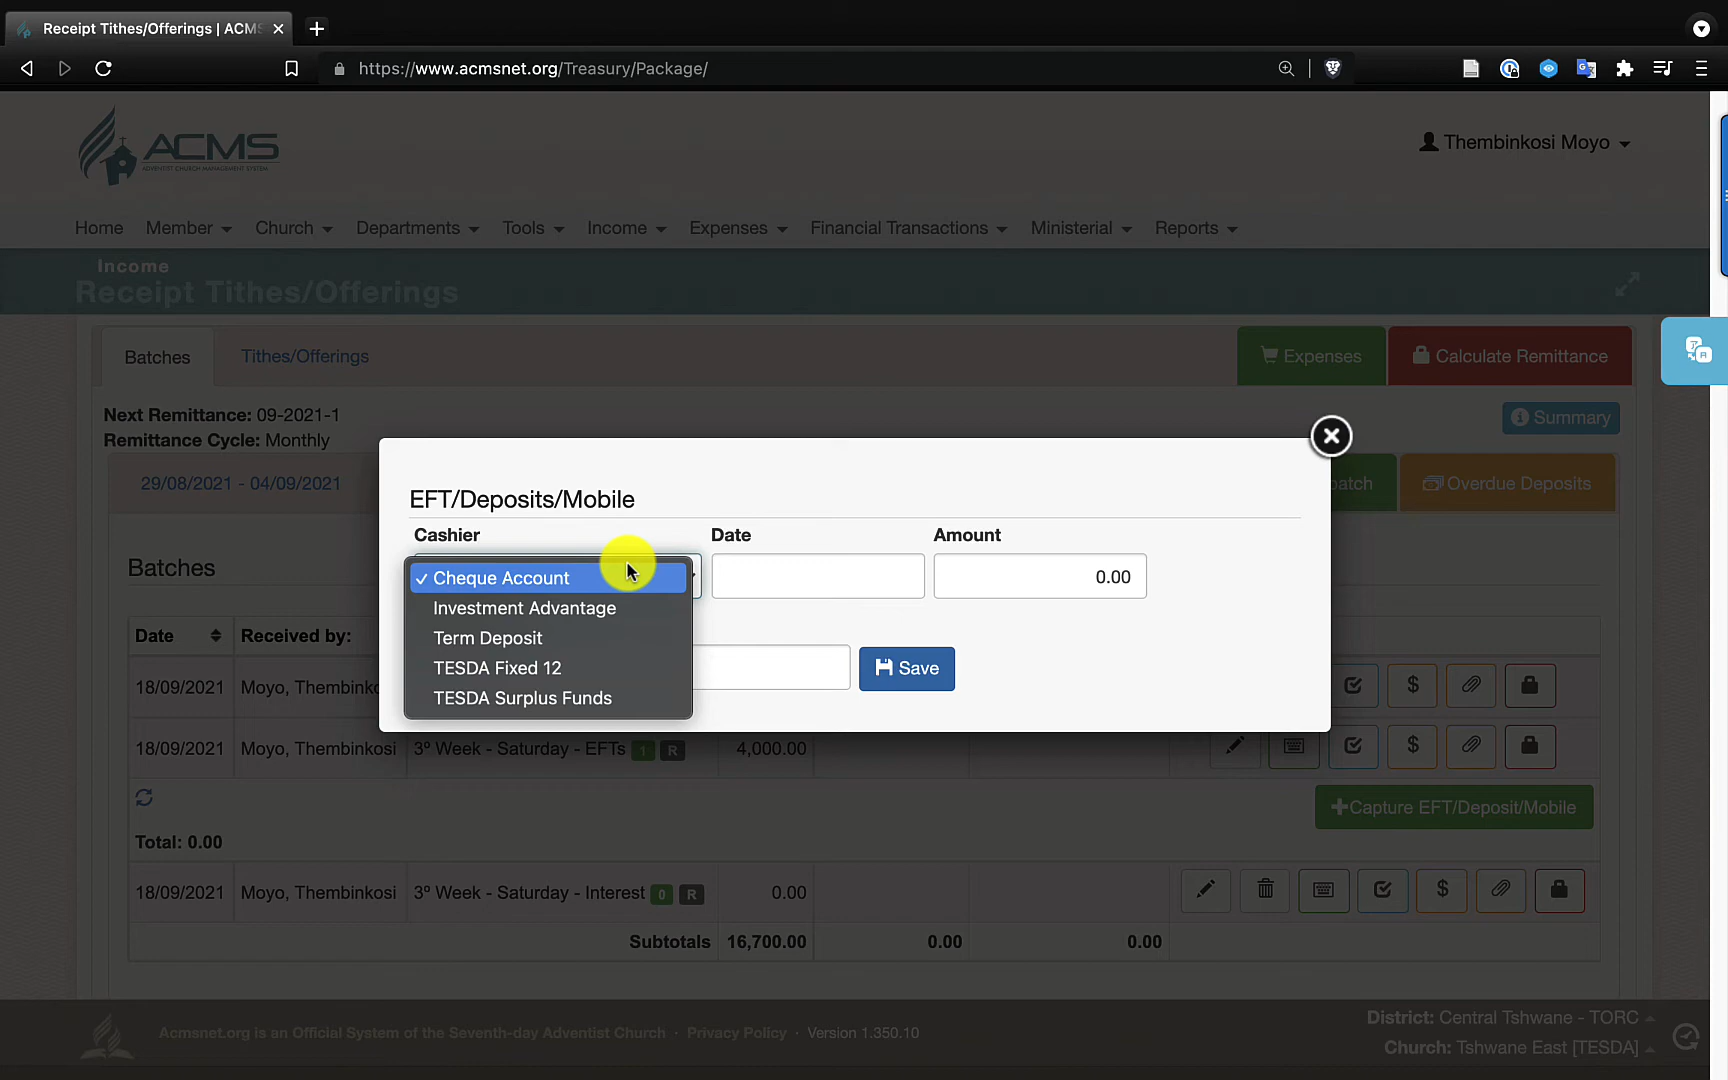 Receipt Tithes/Offerings | ACMS
https://www.acmsnet.org/Treasury/Package/
ACMS
ADVENTIST CHURCH MANAGEMENT SYSTEM
Thembinkosi Moyo
Home Member Church Departments Tools Income Expenses Financial Transactions Ministerial Reports
Income
Receipt Tithes/Offerings
Batches Tithes/Offerings Expenses Calculate Remittance
Next Remittance: 09-2021-1 Summary
Remittance Cycle: Monthly
29/08/2021 - 04/09/2021 Overdue Deposits
EFT/Deposits/Mobile
Cashier Date Amount
✓ Cheque Account 0.00
Investment Advantage
Term Deposit
TESDA Fixed 12
TESDA Surplus Funds
Save
Batches
Date Received by:
18/09/2021 Moyo, Thembinko
18/09/2021 Moyo, Thembinkosi 3º Week - Saturday - EFTs 1 R 4,000.00
+Capture EFT/Deposit/Mobile
Total: 0.00
18/09/2021 Moyo, Thembinkosi 3º Week - Saturday - Interest 0 R 0.00
Subtotals 16,700.00 0.00 0.00
Acmsnet.org is an Official System of the Seventh-day Adventist Church · Privacy Policy · Version 1.350.10
District: Central Tshwane - TORC
Church: Tshwane East [TESDA]